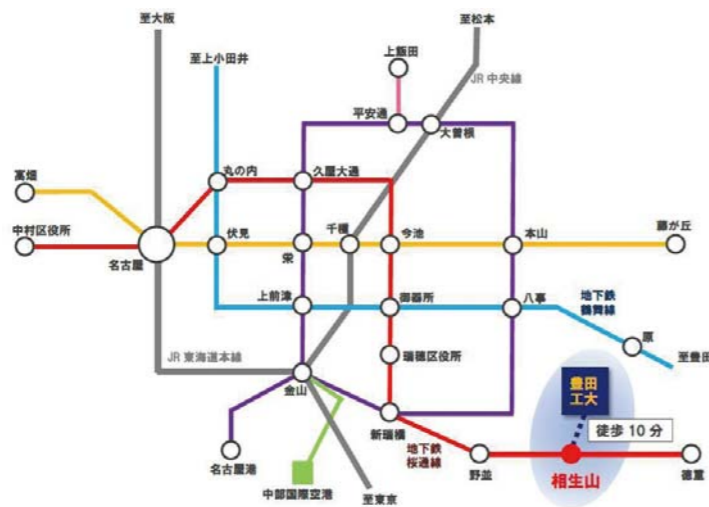 至大阪
至松本
至上小田井
上飯田
JR 中央線
平安通
大曽根
丸の内
久屋大通
高畑
中村区役所
名古屋
伏見
栄
千種
今池
本山
藤が丘
上前津
御器所
八事
地下鉄
鶴舞線
原
至豊田
JR 東海道本線
瑞穂区役所
金山
新瑞橋
豊田
工大
徒歩 10 分
名古屋港
中部国際空港
至東京
地下鉄
桜通線
野並
相生山
徳重